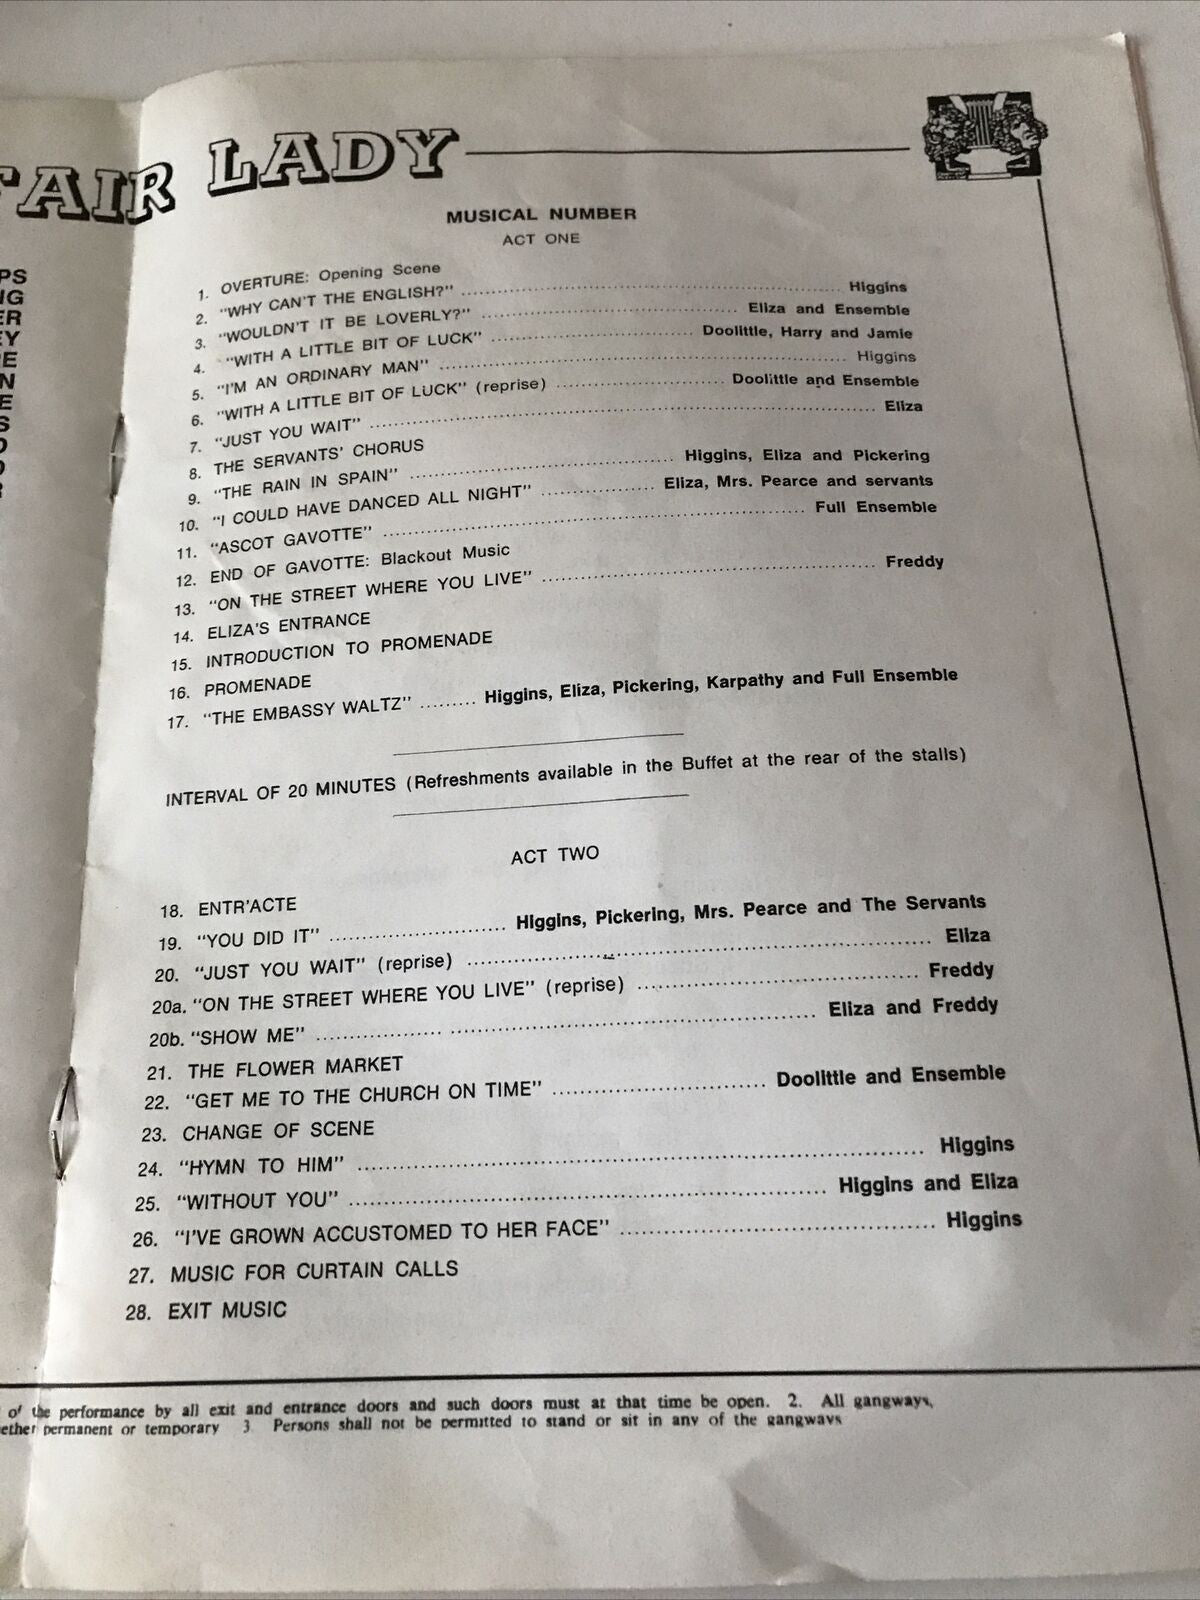 FAIR LADY
MUSICAL NUMBER
ACT ONE
1. OVERTURE: Opening Scene
2. "WHY CAN'T THE ENGLISH?" ........ Higgins
3. "WOULDN'T IT BE LOVERLY?" ........ Eliza and Ensemble
4. "WITH A LITTLE BIT OF LUCK" ........ Doolittle, Harry and Jamie
5. "I'M AN ORDINARY MAN" ........ Higgins
6. "WITH A LITTLE BIT OF LUCK" (reprise) ........ Doolittle and Ensemble
7. "JUST YOU WAIT" ........ Eliza
8. THE SERVANTS' CHORUS
9. "THE RAIN IN SPAIN" ........ Higgins, Eliza and Pickering
10. "I COULD HAVE DANCED ALL NIGHT" ........ Eliza, Mrs. Pearce and servants
11. "ASCOT GAVOTTE" ........ Full Ensemble
12. END OF GAVOTTE: Blackout Music
13. "ON THE STREET WHERE YOU LIVE" ........ Freddy
14. ELIZA'S ENTRANCE
15. INTRODUCTION TO PROMENADE
16. PROMENADE
17. "THE EMBASSY WALTZ" ........ Higgins, Eliza, Pickering, Karpathy and Full Ensemble
INTERVAL OF 20 MINUTES (Refreshments available in the Buffet at the rear of the stalls)
ACT TWO
18. ENTR'ACTE
19. "YOU DID IT" ........ Higgins, Pickering, Mrs. Pearce and The Servants
20. "JUST YOU WAIT" (reprise) ........ Eliza
20a. "ON THE STREET WHERE YOU LIVE" (reprise) ........ Freddy
20b. "SHOW ME" ........ Eliza and Freddy
21. THE FLOWER MARKET
22. "GET ME TO THE CHURCH ON TIME" ........ Doolittle and Ensemble
23. CHANGE OF SCENE
24. "HYMN TO HIM" ........ Higgins
25. "WITHOUT YOU" ........ Higgins and Eliza
26. "I'VE GROWN ACCUSTOMED TO HER FACE" ........ Higgins
27. MUSIC FOR CURTAIN CALLS
28. EXIT MUSIC
of the performance by all exit and entrance doors and such doors must at that time be open. 2. All gangways,
ether permanent or temporary 3 Persons shall not be permitted to stand or sit in any of the gangways